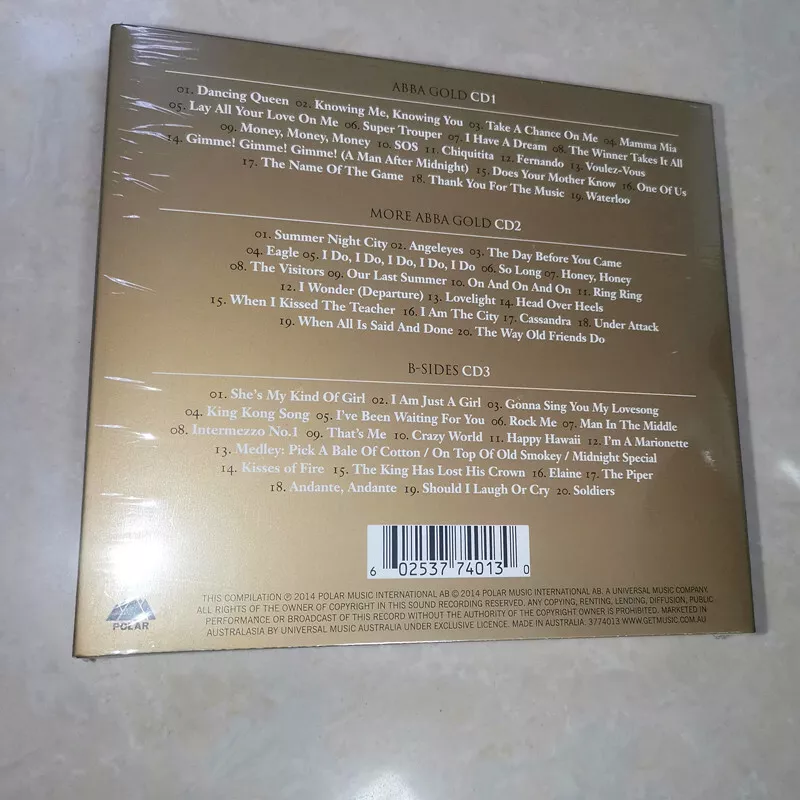 ABBA GOLD CD1
01. Dancing Queen 02. Knowing Me, Knowing You 03. Take A Chance On Me 04. Mamma Mia
05. Lay All Your Love On Me 06. Super Trouper 07. I Have A Dream 08. The Winner Takes It All
09. Money, Money, Money 10. SOS 11. Chiquitita 12. Fernando 13. Voulez-Vous
14. Gimme! Gimme! Gimme! (A Man After Midnight) 15. Does Your Mother Know 16. One Of Us
17. The Name Of The Game 18. Thank You For The Music 19. Waterloo
MORE ABBA GOLD CD2
01. Summer Night City 02. Angeleyes 03. The Day Before You Came
04. Eagle 05. I Do, I Do, I Do, I Do, I Do 06. So Long 07. Honey, Honey
08. The Visitors 09. Our Last Summer 10. On And On And On 11. Ring Ring
12. I Wonder (Departure) 13. Lovelight 14. Head Over Heels
15. When I Kissed The Teacher 16. I Am The City 17. Cassandra 18. Under Attack
19. When All Is Said And Done 20. The Way Old Friends Do
B-SIDES CD3
01. She's My Kind Of Girl 02. I Am Just A Girl 03. Gonna Sing You My Lovesong
04. King Kong Song 05. I've Been Waiting For You 06. Rock Me 07. Man In The Middle
08. Intermezzo No.1 09. That's Me 10. Crazy World 11. Happy Hawaii 12. I'm A Marionette
13. Medley: Pick A Bale Of Cotton / On Top Of Old Smokey / Midnight Special
14. Kisses of Fire 15. The King Has Lost His Crown 16. Elaine 17. The Piper
18. Andante, Andante 19. Should I Laugh Or Cry 20. Soldiers
6 02537 74013 0
POLAR
THIS COMPILATION ℗ 2014 POLAR MUSIC INTERNATIONAL AB © 2014 POLAR MUSIC INTERNATIONAL AB. A UNIVERSAL MUSIC COMPANY.
ALL RIGHTS OF THE OWNER OF COPYRIGHT IN THIS SOUND RECORDING RESERVED, ANY COPYING, RENTING, LENDING, DIFFUSION, PUBLIC
PERFORMANCE OR BROADCAST OF THIS RECORD WITHOUT THE AUTHORITY OF THE COPYRIGHT OWNER IS PROHIBITED. MARKETED IN
AUSTRALASIA BY UNIVERSAL MUSIC AUSTRALIA UNDER EXCLUSIVE LICENCE. MADE IN AUSTRALIA. 3774013 WWW.GETMUSIC.COM.AU